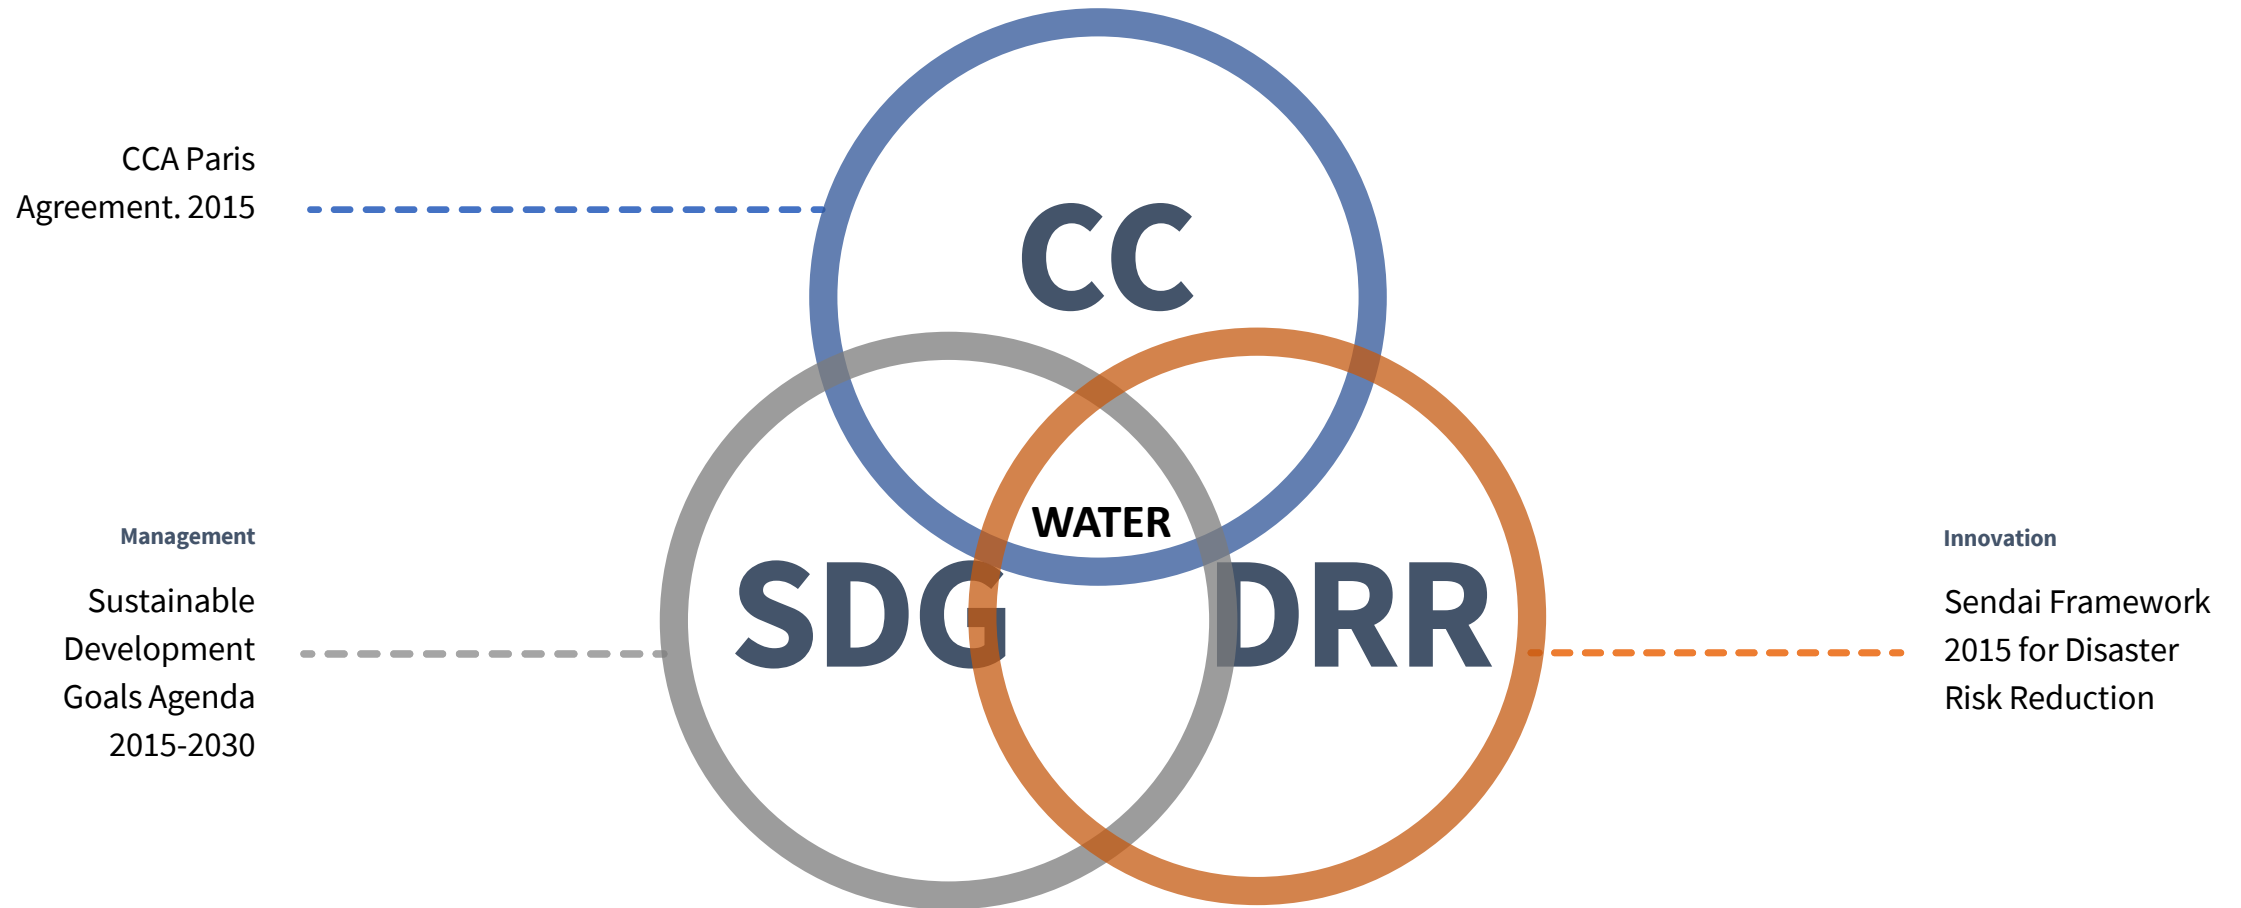 CCA Paris
Agreement. 2015
CC
WATER
Management
Sustainable
Development
Goals Agenda
2015-2030
SDG
DRR
Innovation
Sendai Framework
2015 for Disaster
Risk Reduction